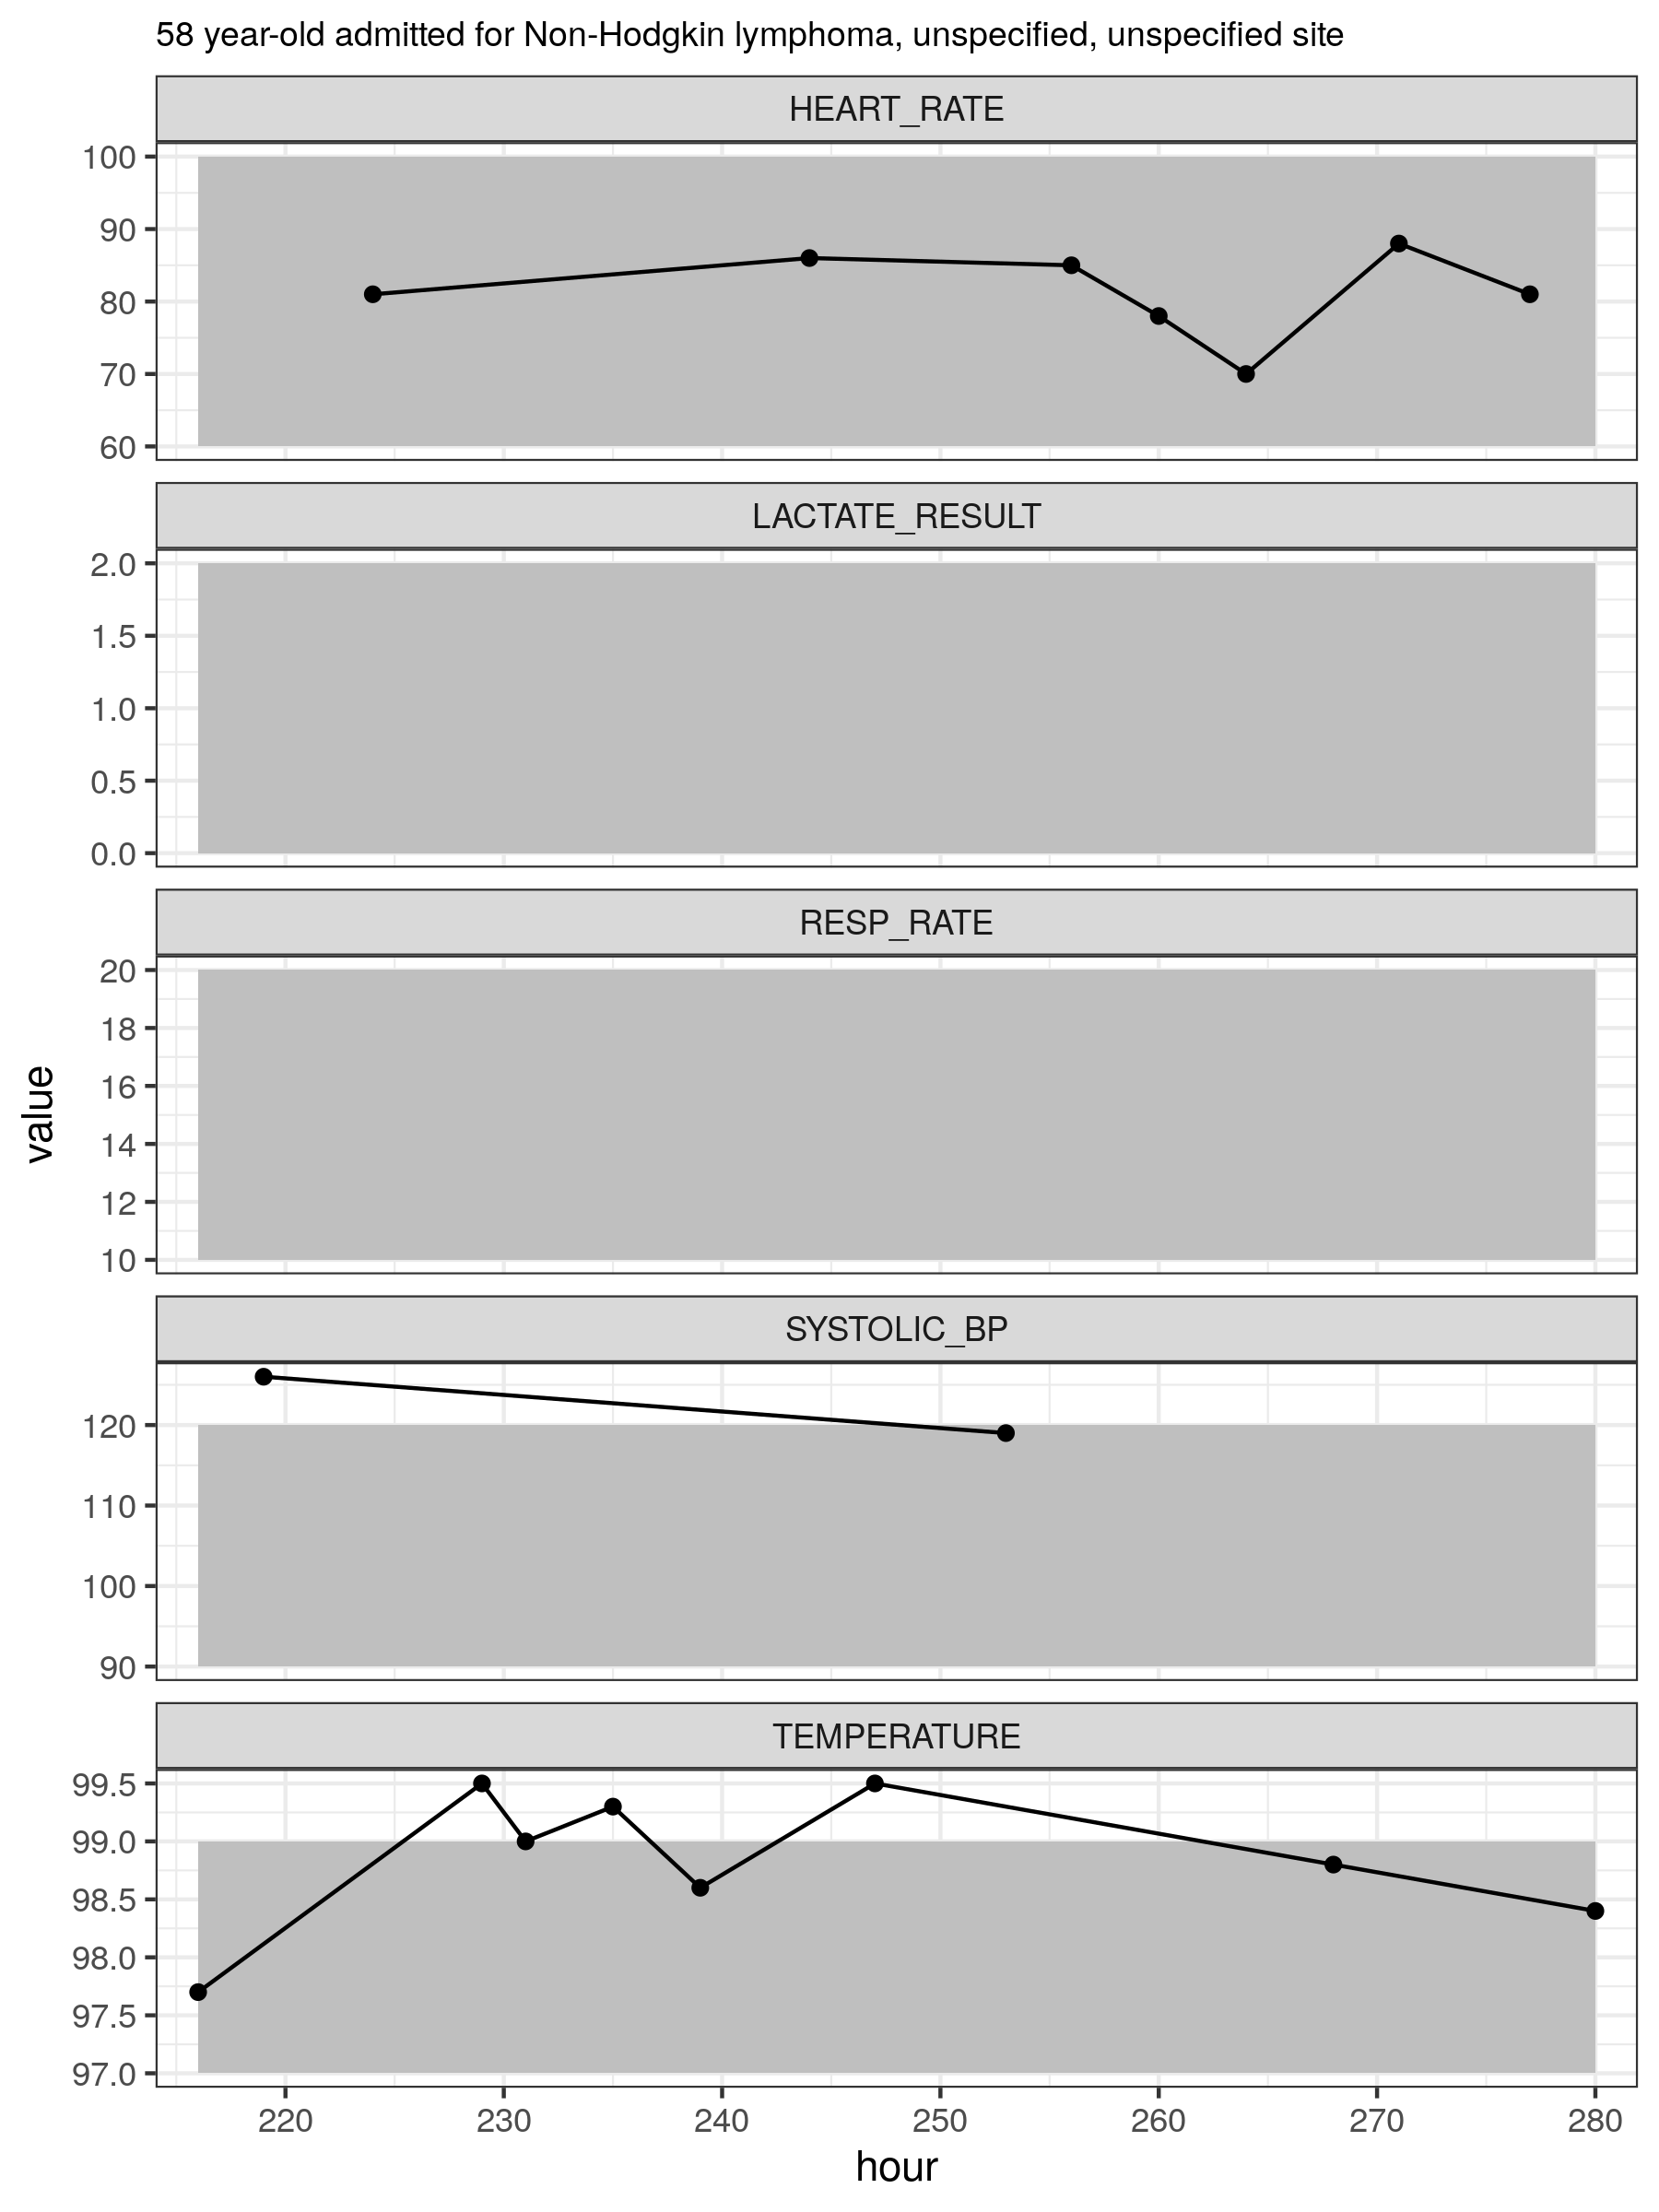 58 year-old admitted for Non-Hodgkin lymphoma, unspecified, unspecified site
HEART_RATE
100
90
80
70
60
LACTATE_RESULT
2.0
1.5
1.0
0.5
0.0
RESP_RATE
20
18
16
14
12
10
value
SYSTOLIC_BP
120
110
100
90
TEMPERATURE
99.5
99.0
98.5
98.0
97.5
97.0
220 230 240 250 260 270 280
hour